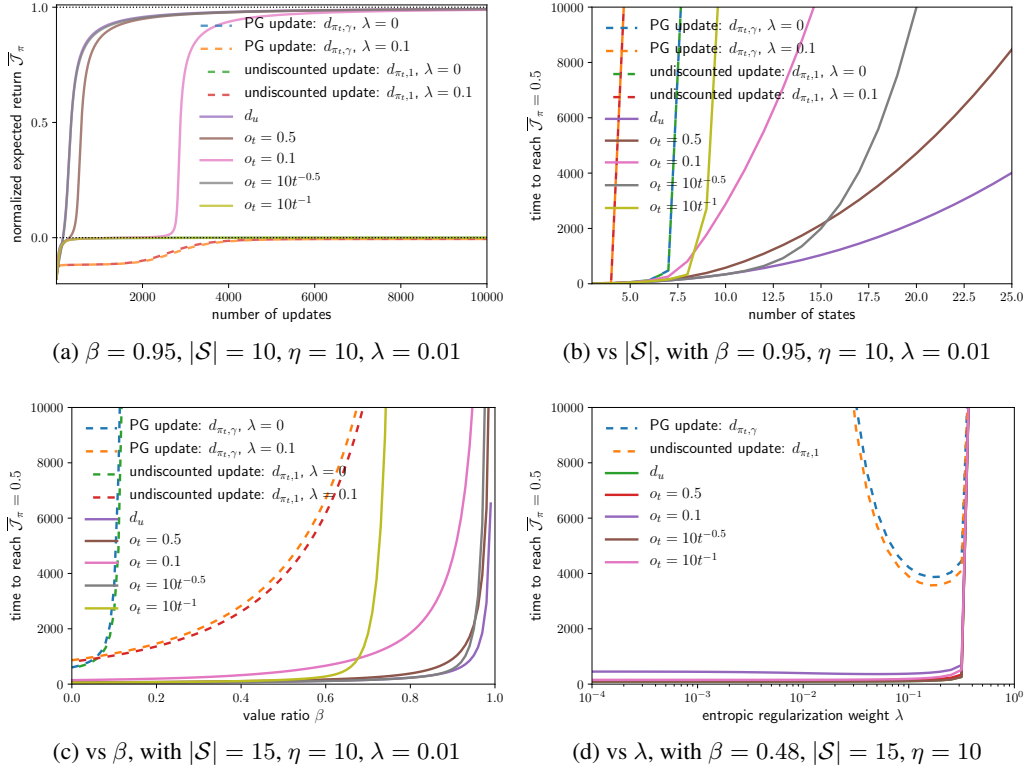 normalized expected return 𝒥̅_π
1.0
0.5
0.0
2000 4000 6000 8000 10000
number of updates
PG update: d_{π_t,γ}, λ = 0
PG update: d_{π_t,γ}, λ = 0.1
undiscounted update: d_{π_t,1}, λ = 0
undiscounted update: d_{π_t,1}, λ = 0.1
d_u
o_t = 0.5
o_t = 0.1
o_t = 10t^{-0.5}
o_t = 10t^{-1}
(a) β = 0.95, |𝒮| = 10, η = 10, λ = 0.01
time to reach 𝒥̅_π = 0.5
10000
8000
6000
4000
2000
0
5.0 7.5 10.0 12.5 15.0 17.5 20.0 22.5 25.0
number of states
PG update: d_{π_t,γ}, λ = 0
PG update: d_{π_t,γ}, λ = 0.1
undiscounted update: d_{π_t,1}, λ = 0
undiscounted update: d_{π_t,1}, λ = 0.1
d_u
o_t = 0.5
o_t = 0.1
o_t = 10t^{-0.5}
o_t = 10t^{-1}
(b) vs |𝒮|, with β = 0.95, η = 10, λ = 0.01
time to reach 𝒥̅_π = 0.5
10000
8000
6000
4000
2000
0
0.0 0.2 0.4 0.6 0.8 1.0
value ratio β
PG update: d_{π_t,γ}, λ = 0
PG update: d_{π_t,γ}, λ = 0.1
undiscounted update: d_{π_t,1}, λ = 0
undiscounted update: d_{π_t,1}, λ = 0.1
d_u
o_t = 0.5
o_t = 0.1
o_t = 10t^{-0.5}
o_t = 10t^{-1}
(c) vs β, with |𝒮| = 15, η = 10, λ = 0.01
time to reach 𝒥̅_π = 0.5
10000
8000
6000
4000
2000
0
10^{-4} 10^{-3} 10^{-2} 10^{-1} 10^0
entropic regularization weight λ
PG update: d_{π_t,γ}
undiscounted update: d_{π_t,1}
d_u
o_t = 0.5
o_t = 0.1
o_t = 10t^{-0.5}
o_t = 10t^{-1}
(d) vs λ, with β = 0.48, |𝒮| = 15, η = 10